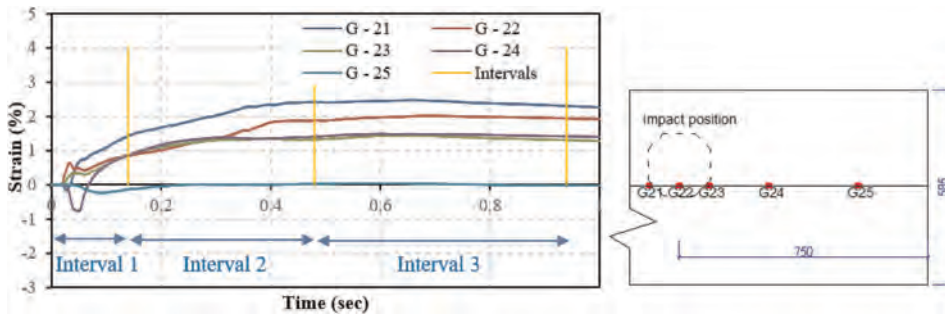 5
4
3
2
1
0
-1
-2
-3
Strain (%)
G - 21
G - 22
G - 23
G - 24
G - 25
Intervals
0
0,2
0,4
0,6
0,8
Interval 1
Interval 2
Interval 3
Time (sec)
impact position
G21
G22
G23
G24
G25
750
585